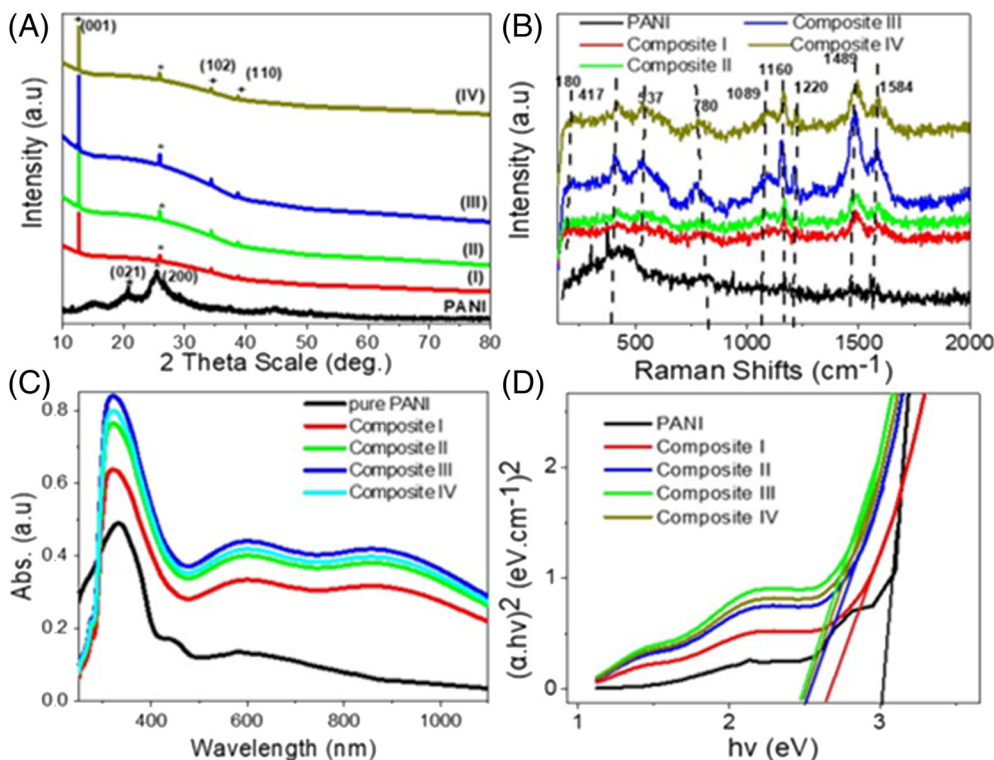 (A)
(001)
(102)
(110)
(IV)
(III)
(II)
(I)
(021)
(200)
PANI
Intensity (a.u)
10 20 30 40 50 60 70 80
2 Theta Scale (deg.)
(B)
PANI
Composite I
Composite II
Composite III
Composite IV
180
417
780
1089
1160
1220
1489
1584
Intensity (a.u)
500 1000 1500 2000
Raman Shifts (cm-1)
(C)
pure PANI
Composite I
Composite II
Composite III
Composite IV
Abs. (a.u)
0.8
0.6
0.4
0.2
0.0
400 600 800 1000
Wavelength (nm)
(D)
PANI
Composite I
Composite II
Composite III
Composite IV
(α.hv)2 (eV.cm-1)2
2
1
0
1 2 3
hv (eV)